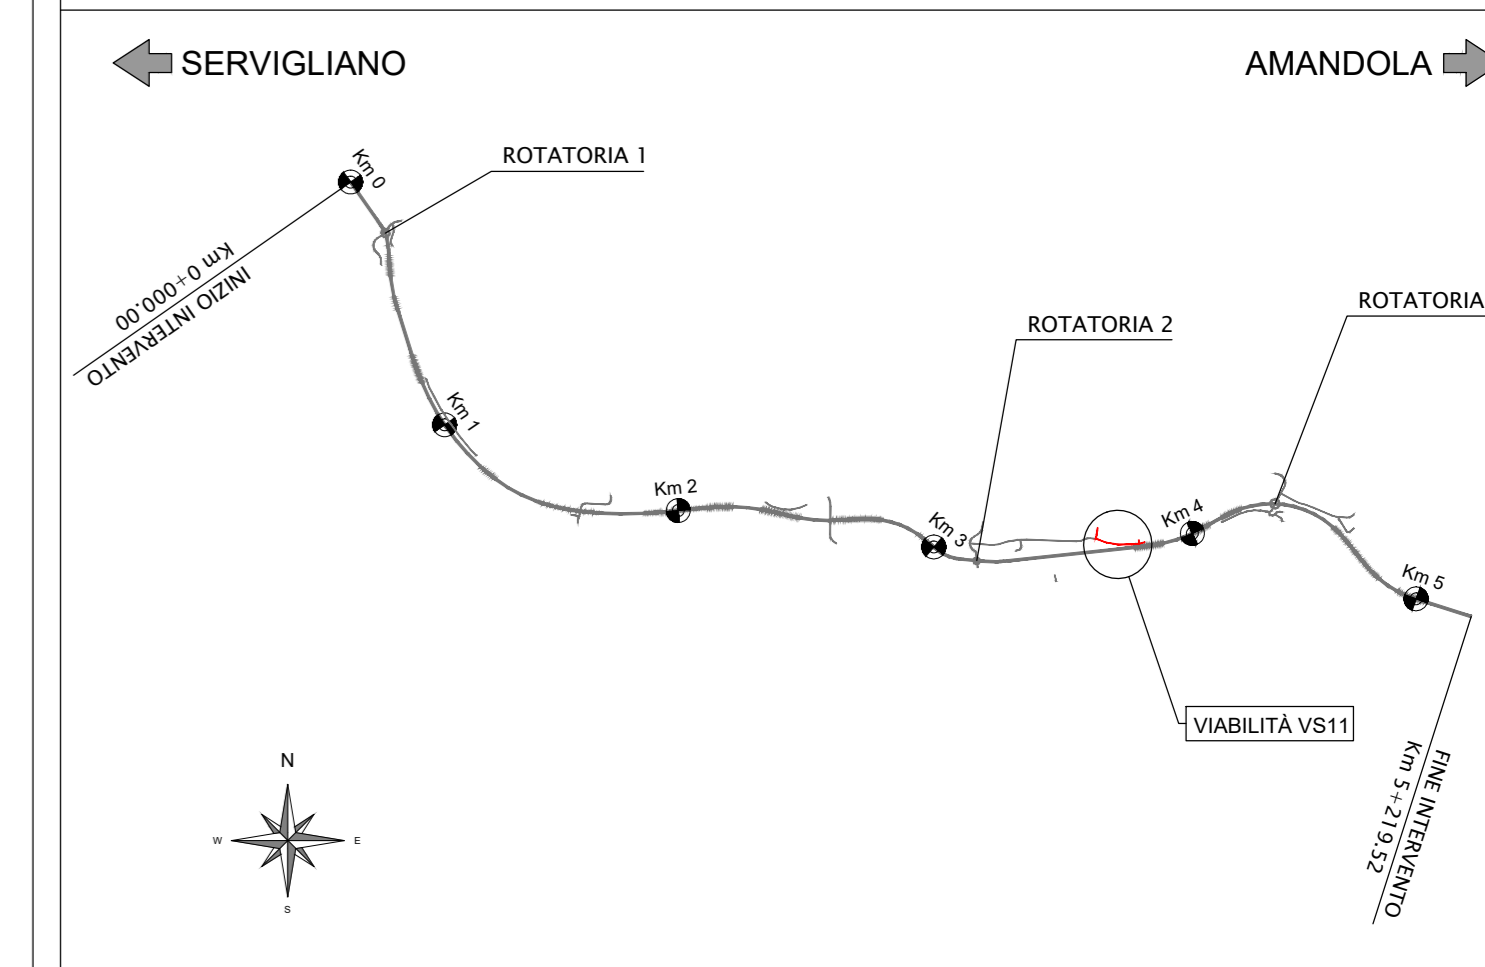 SERVIGLIANO
AMANDOLA
Km 0
ROTATORIA 1
Km 0+000.00
INIZIO INTERVENTO
ROTATORIA
ROTATORIA 2
Km 1
Km 2
Km 3
Km 4
Km 5
VIABILITÀ VS11
FINE INTERVENTO
Km 5+219.52
N
W
E
S